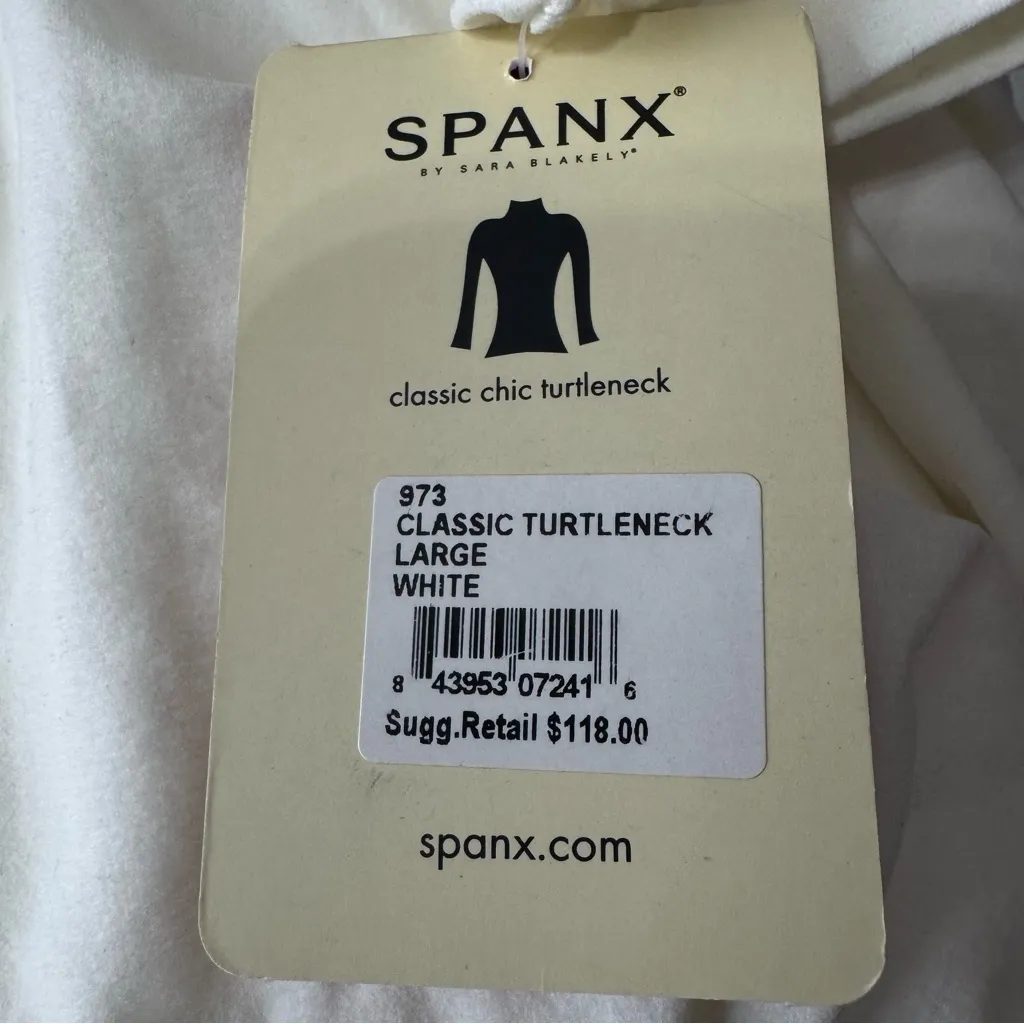 SPANX®
BY SARA BLAKELY®
classic chic turtleneck
973
CLASSIC TURTLENECK
LARGE
WHITE
8 43953 07241 6
Sugg.Retail $118.00
spanx.com